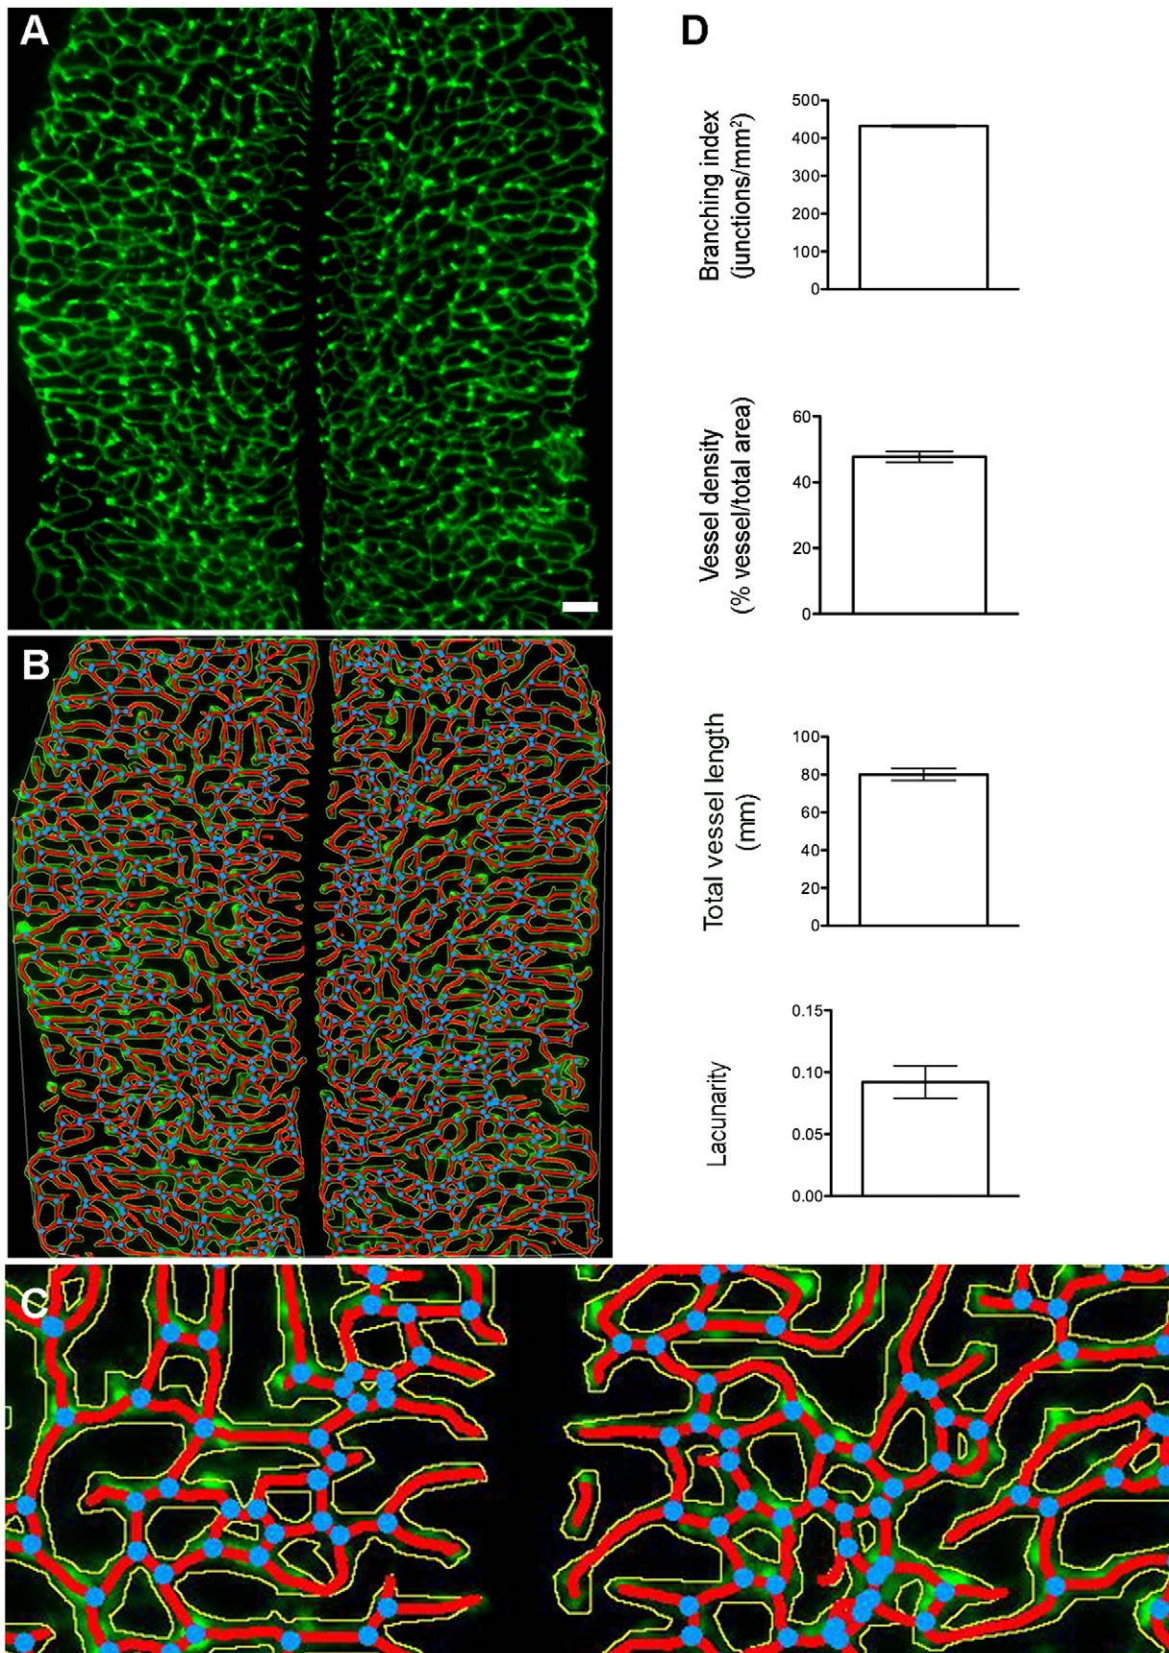 A
D
500
400
300
200
100
0
Branching index
(junctions/mm²)
60
40
20
0
Vessel density
(% vessel/total area)
B
100
80
60
40
20
0
Total vessel length
(mm)
0.15
0.10
0.05
0.00
Lacunarity
C